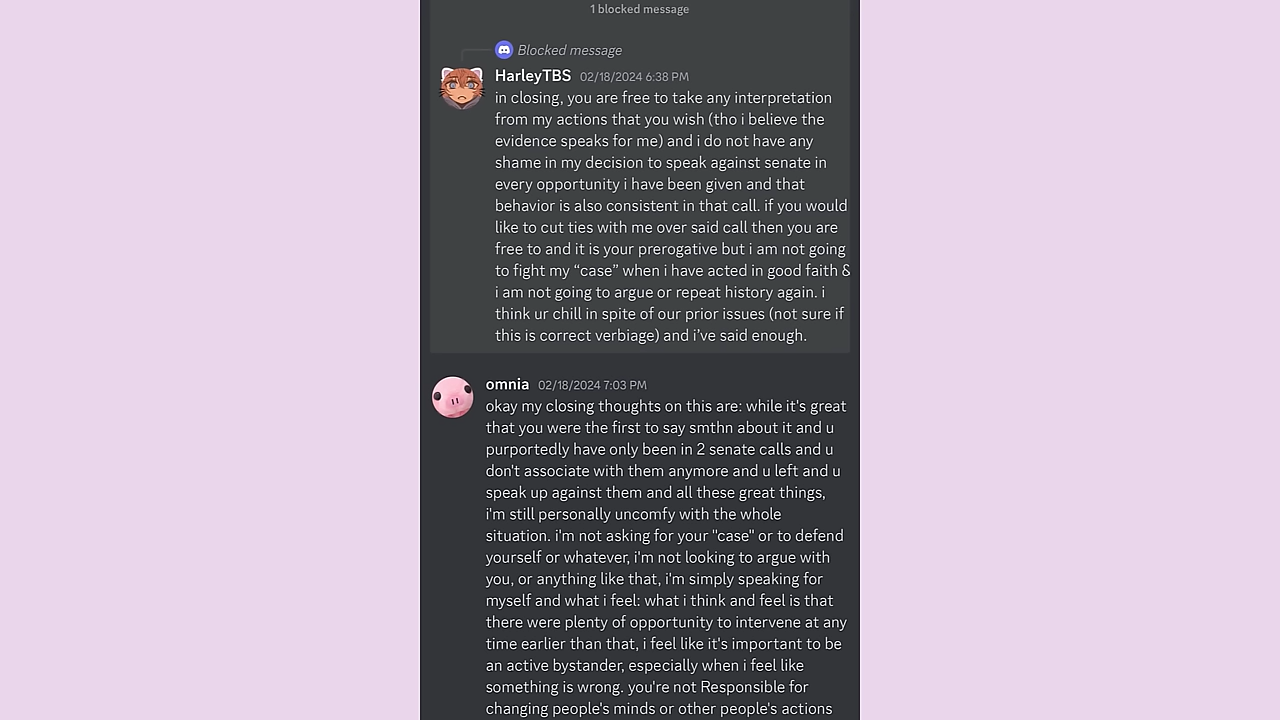 1 blocked message
Blocked message
HarleyTBS 02/18/2024 6:38 PM
in closing, you are free to take any interpretation
from my actions that you wish (tho i believe the
evidence speaks for me) and i do not have any
shame in my decision to speak against senate in
every opportunity i have been given and that
behavior is also consistent in that call. if you would
like to cut ties with me over said call then you are
free to and it is your prerogative but i am not going
to fight my “case” when i have acted in good faith &
i am not going to argue or repeat history again. i
think ur chill in spite of our prior issues (not sure if
this is correct verbiage) and i’ve said enough.
omnia 02/18/2024 7:03 PM
okay my closing thoughts on this are: while it's great
that you were the first to say smthn about it and u
purportedly have only been in 2 senate calls and u
don't associate with them anymore and u left and u
speak up against them and all these great things,
i'm still personally uncomfy with the whole
situation. i'm not asking for your "case" or to defend
yourself or whatever, i'm not looking to argue with
you, or anything like that, i'm simply speaking for
myself and what i feel: what i think and feel is that
there were plenty of opportunity to intervene at any
time earlier than that, i feel like it's important to be
an active bystander, especially when i feel like
something is wrong. you're not Responsible for
changing people's minds or other people's actions